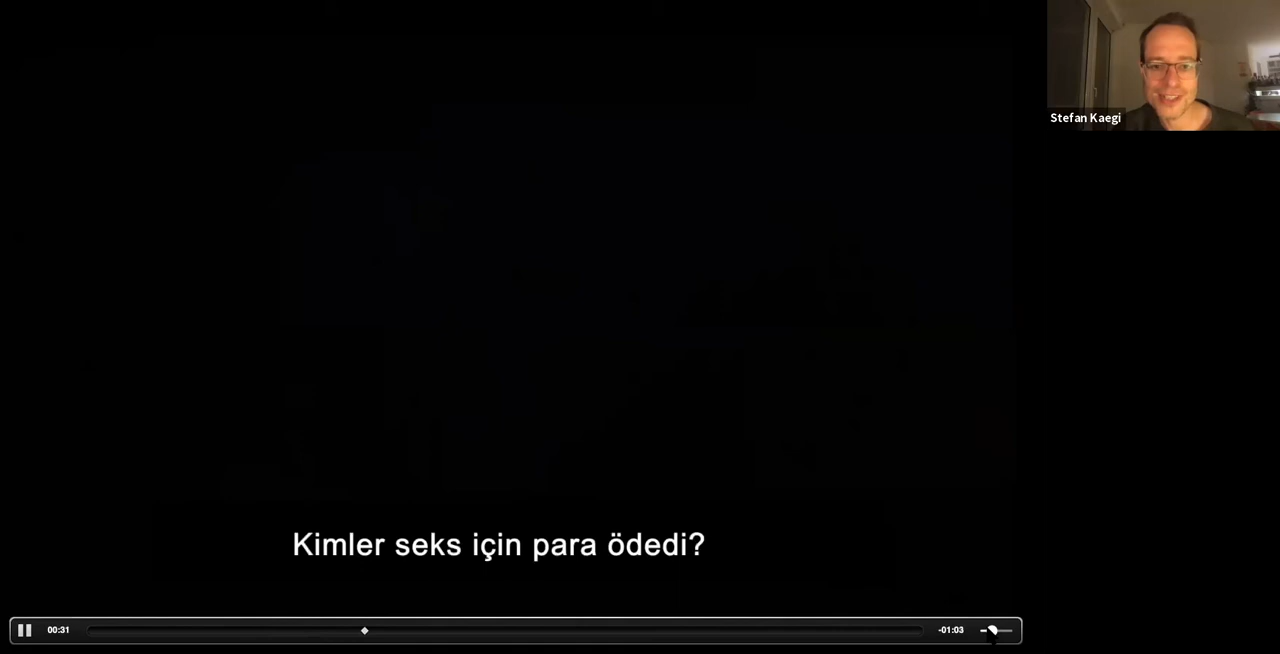 Stefan Kaegi
Kimler seks için para ödedi?
00:31
-01:03